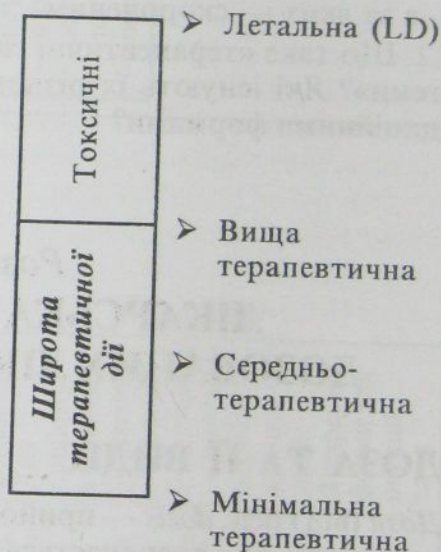 Токсичні
Широта
терапевтичної
дії
➤ Летальна (LD)
➤ Вища
терапевтична
➤ Середньо-
терапевтична
➤ Мінімальна
терапевтична